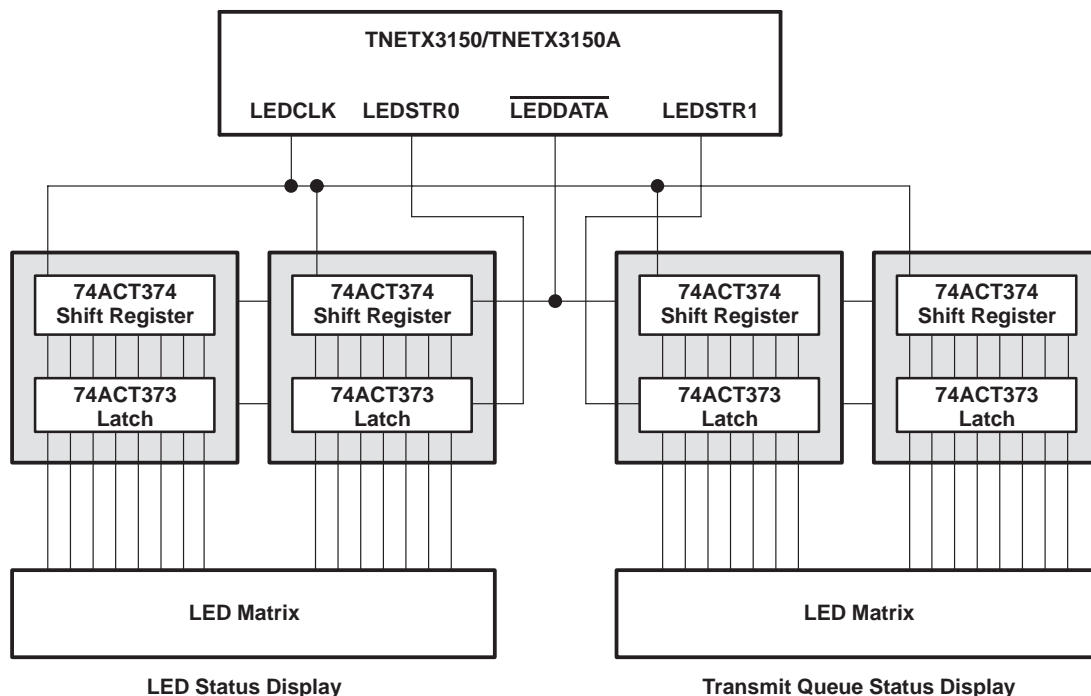 TNETX3150/TNETX3150A
LEDCLK LEDSTR0 LEDDATA LEDSTR1
74ACT374
Shift Register
74ACT374
Shift Register
74ACT374
Shift Register
74ACT374
Shift Register
74ACT373
Latch
74ACT373
Latch
74ACT373
Latch
74ACT373
Latch
LED Matrix
LED Matrix
LED Status Display
Transmit Queue Status Display